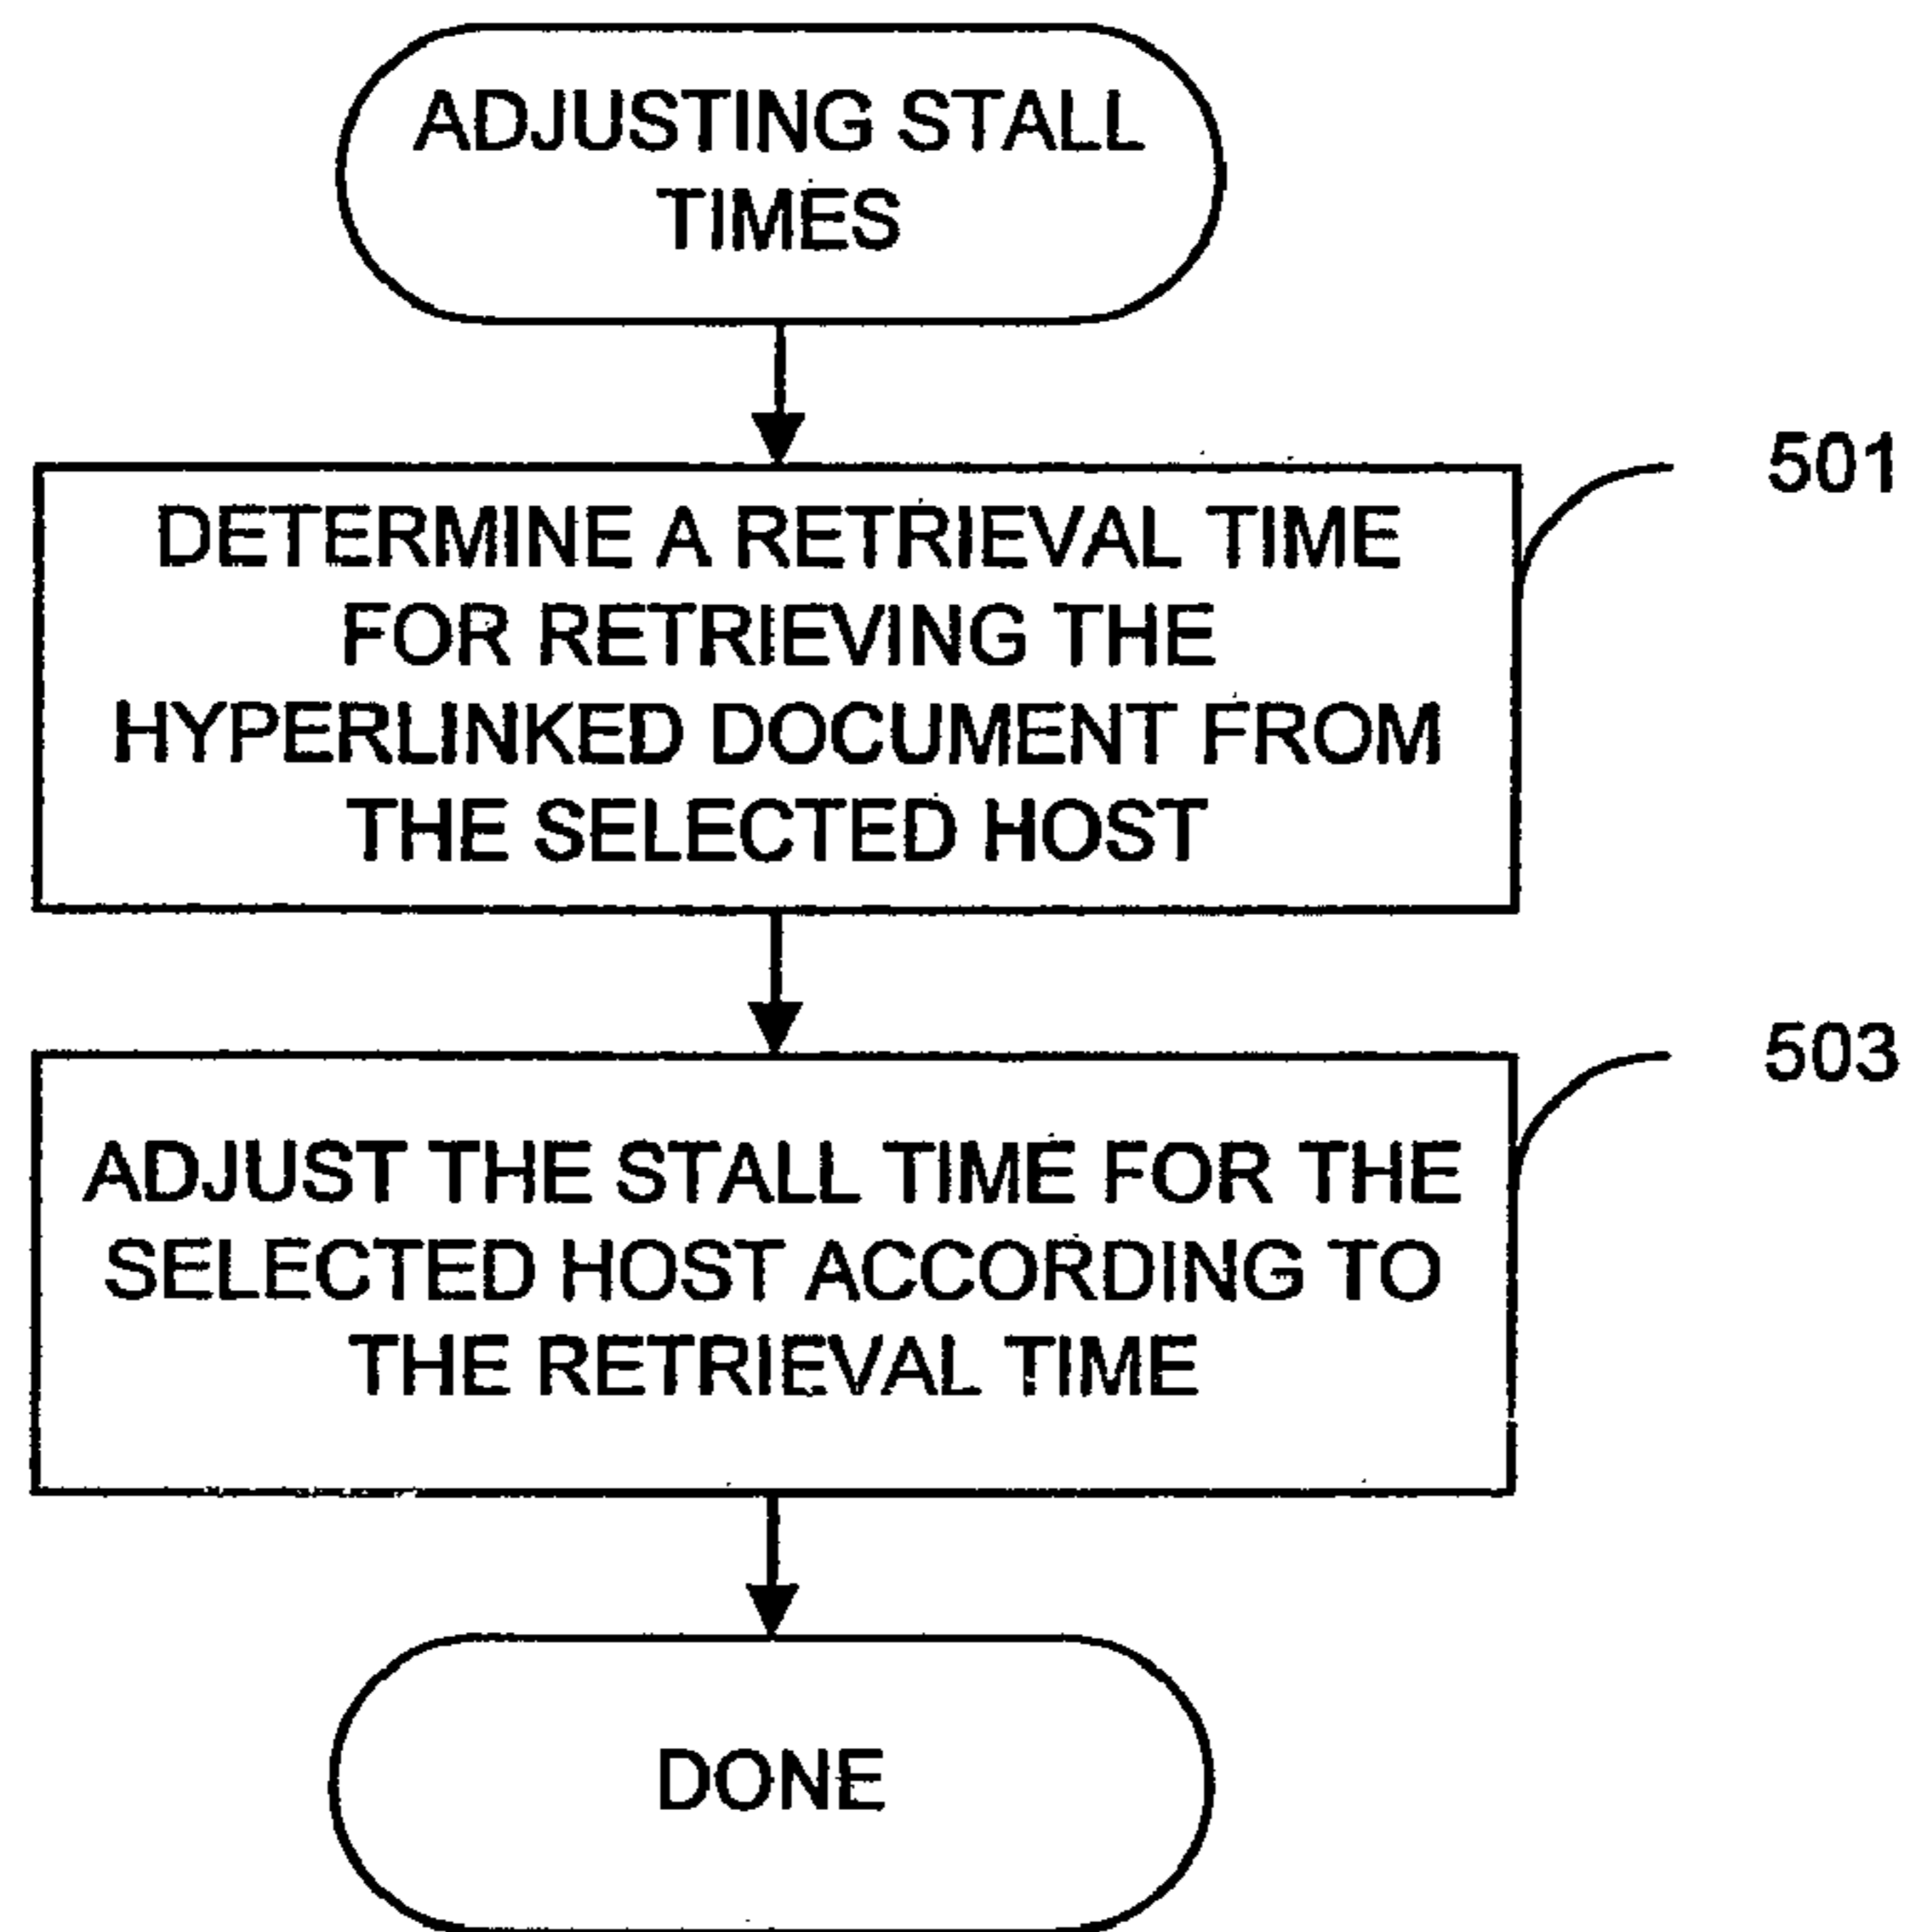 ADJUSTING STALL
TIMES
501
DETERMINE A RETRIEVAL TIME
FOR RETRIEVING THE
HYPERLINKED DOCUMENT FROM
THE SELECTED HOST
503
ADJUST THE STALL TIME FOR THE
SELECTED HOST ACCORDING TO
THE RETRIEVAL TIME
DONE